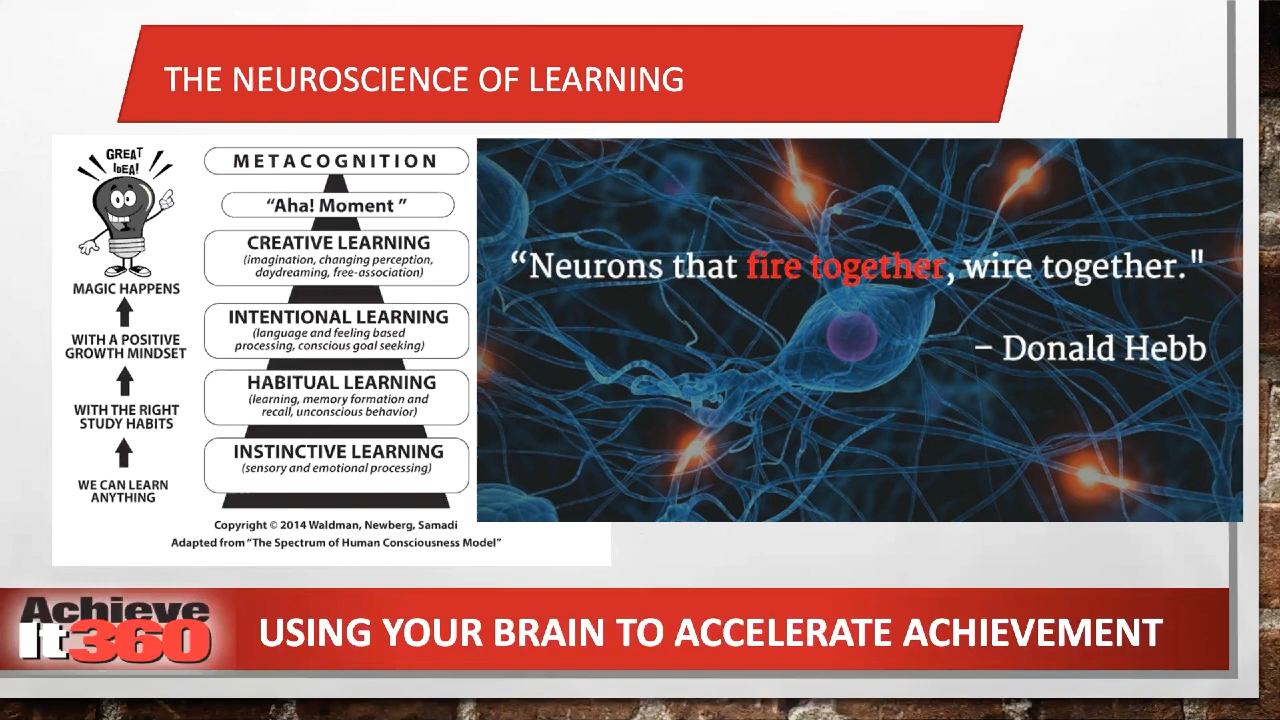 THE NEUROSCIENCE OF LEARNING
GREAT
IDEA!
MAGIC HAPPENS
WITH A POSITIVE
GROWTH MINDSET
WITH THE RIGHT
STUDY HABITS
WE CAN LEARN
ANYTHING
METACOGNITION
“Aha! Moment ”
CREATIVE LEARNING
(imagination, changing perception,
daydreaming, free-association)
INTENTIONAL LEARNING
(language and feeling based
processing, conscious goal seeking)
HABITUAL LEARNING
(learning, memory formation and
recall, unconscious behavior)
INSTINCTIVE LEARNING
(sensory and emotional processing)
Copyright © 2014 Waldman, Newberg, Samadi
Adapted from “The Spectrum of Human Consciousness Model”
“Neurons that fire together, wire together."
– Donald Hebb
Achieve
It360
USING YOUR BRAIN TO ACCELERATE ACHIEVEMENT